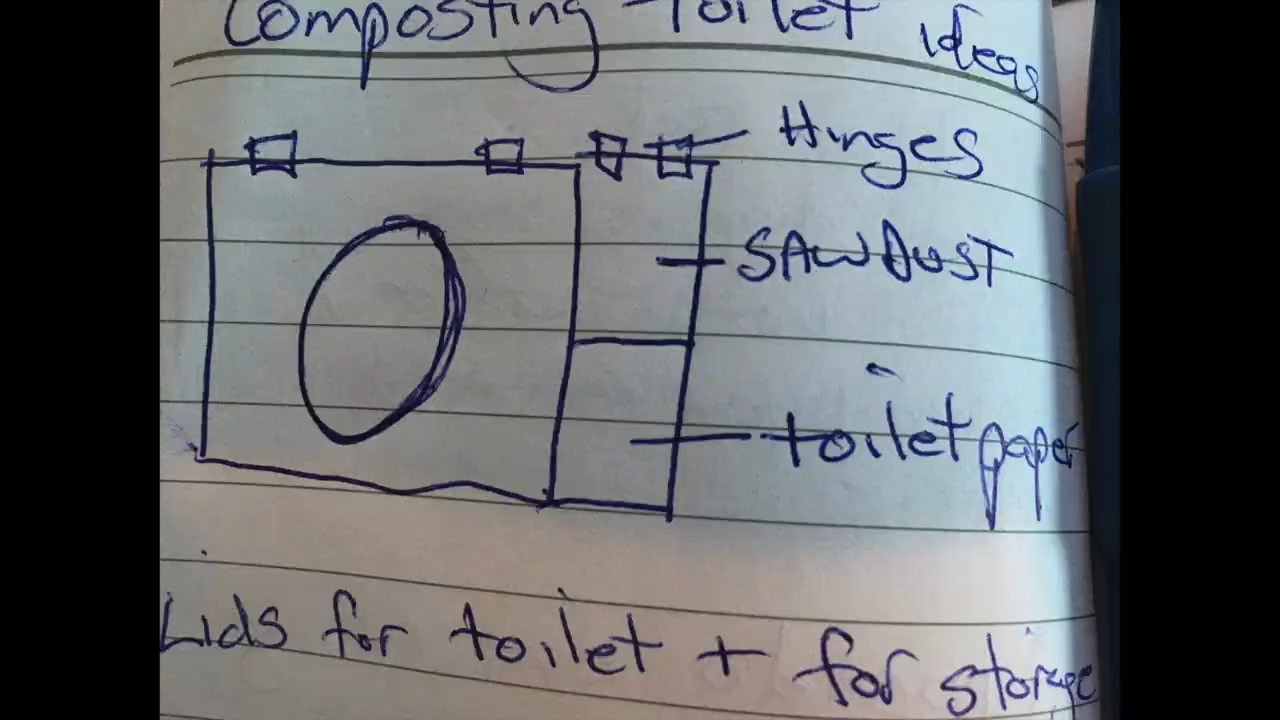 Composting Toilet Ideas
Hinges
SAWDUST
toilet paper
Lids for toilet + for storage